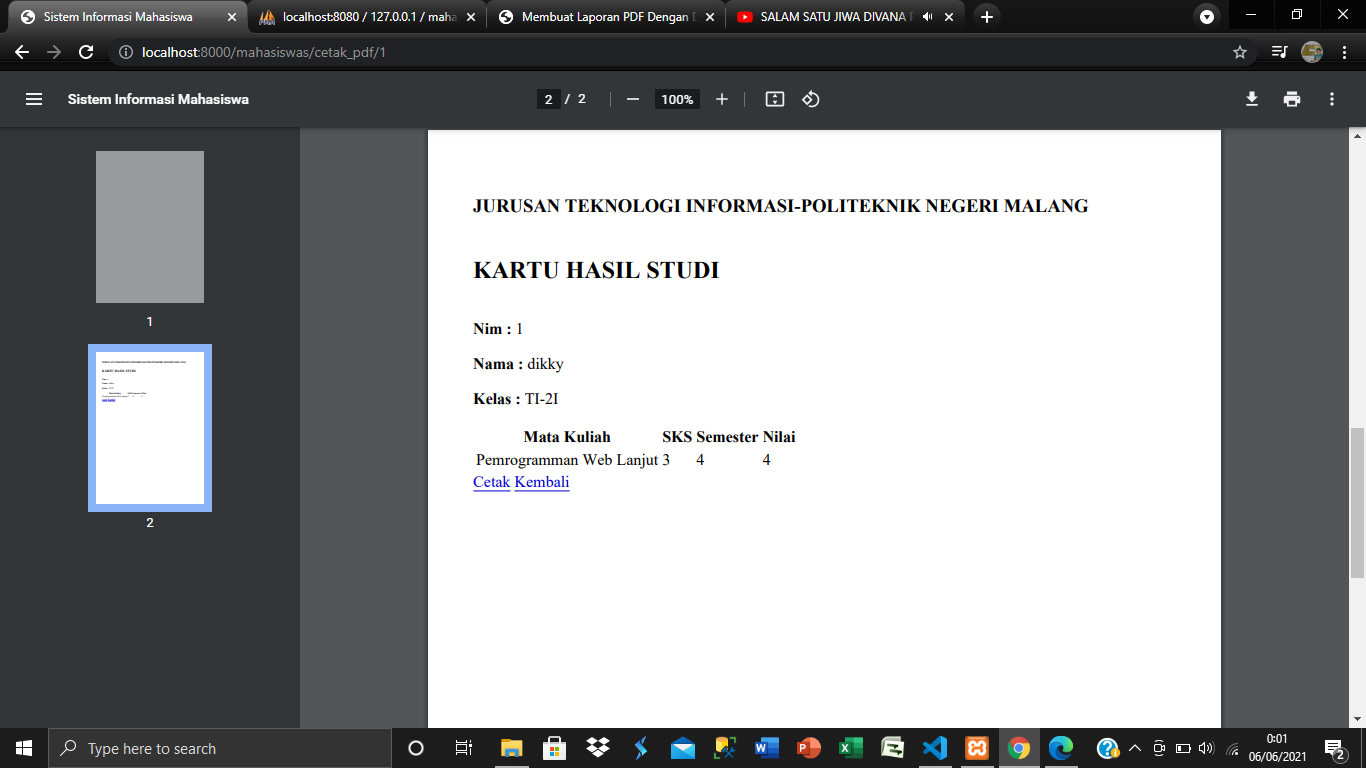 Sistem Informasi Mahasiswa
localhost:8080 / 127.0.0.1 / maha
Membuat Laporan PDF Dengan D
SALAM SATU JIWA DIVANA P
localhost:8000/mahasiswas/cetak_pdf/1
Sistem Informasi Mahasiswa
2 / 2
100%
1
2
JURUSAN TEKNOLOGI INFORMASI-POLITEKNIK NEGERI MALANG
KARTU HASIL STUDI
Nim : 1
Nama : dikky
Kelas : TI-2I
Mata Kuliah SKS Semester Nilai
Pemrogramman Web Lanjut 3 4 4
Cetak Kembali
Type here to search
0:01
06/06/2021
2